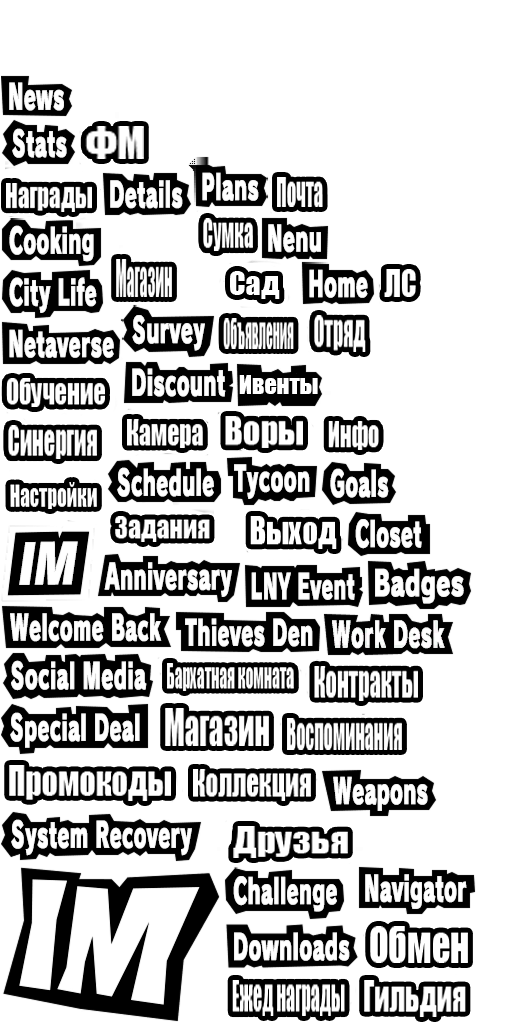 News
Stats ФМ
Награды Details Plans Почта
Cooking Сумка Nenu
City Life Магазин Сад Home ЛС
Netaverse Survey Объявления Отряд
Обучение Discount Ивенты
Синергия Камера Воры Инфо
Настройки Schedule Tycoon Goals
Задания Выход Closet
IM Anniversary LNY Event Badges
Welcome Back Thieves Den Work Desk
Social Media Бархатная комната Контракты
Special Deal Магазин Воспоминания
Промокоды Коллекция Weapons
System Recovery Друзья
IM Challenge Navigator
Downloads Обмен
Ежед награды Гильдия